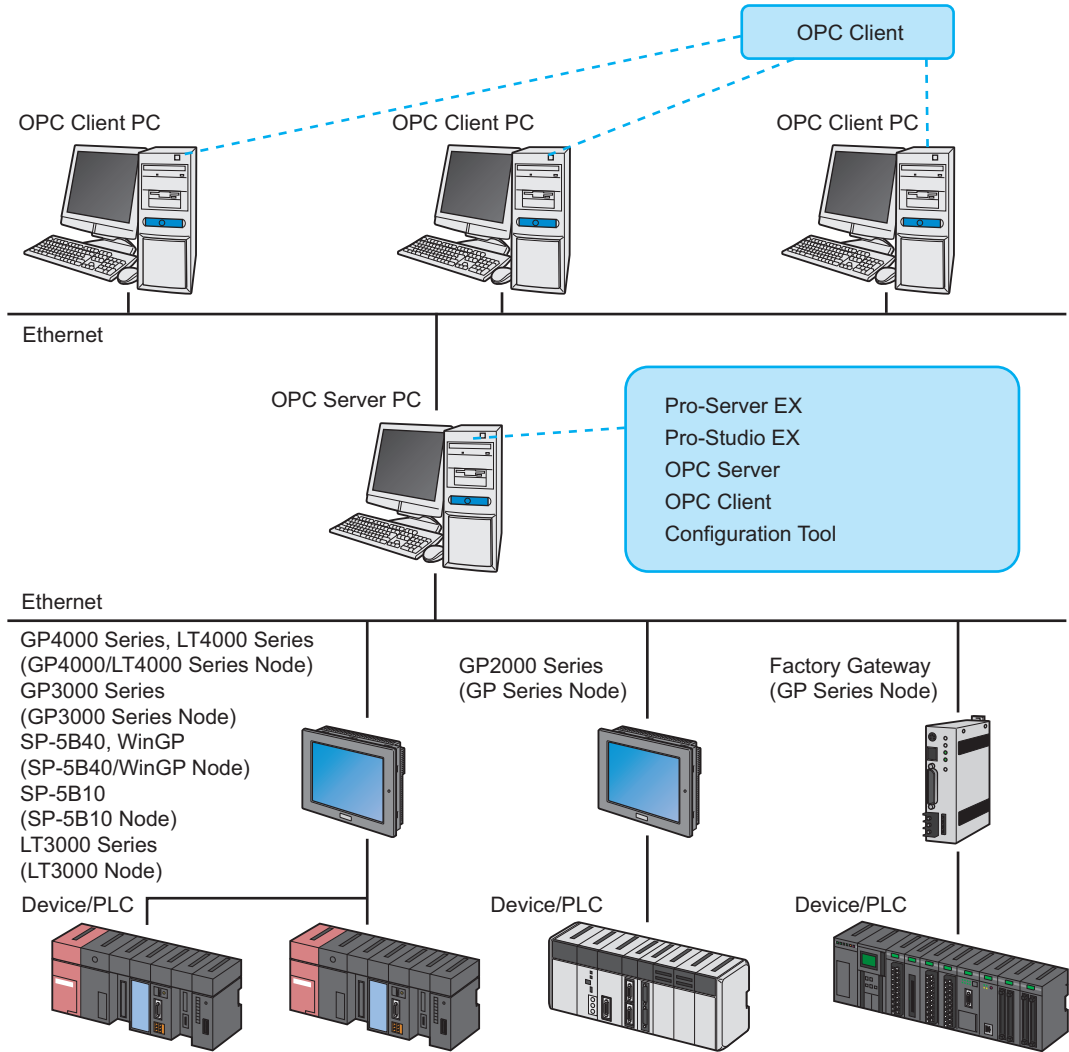 OPC Client
OPC Client PC
OPC Client PC
OPC Client PC
Ethernet
OPC Server PC
Pro-Server EX
Pro-Studio EX
OPC Server
OPC Client
Configuration Tool
Ethernet
GP4000 Series, LT4000 Series
(GP4000/LT4000 Series Node)
GP3000 Series
(GP3000 Series Node)
SP-5B40, WinGP
(SP-5B40/WinGP Node)
SP-5B10
(SP-5B10 Node)
LT3000 Series
(LT3000 Node)
GP2000 Series
(GP Series Node)
Factory Gateway
(GP Series Node)
Device/PLC
Device/PLC
Device/PLC